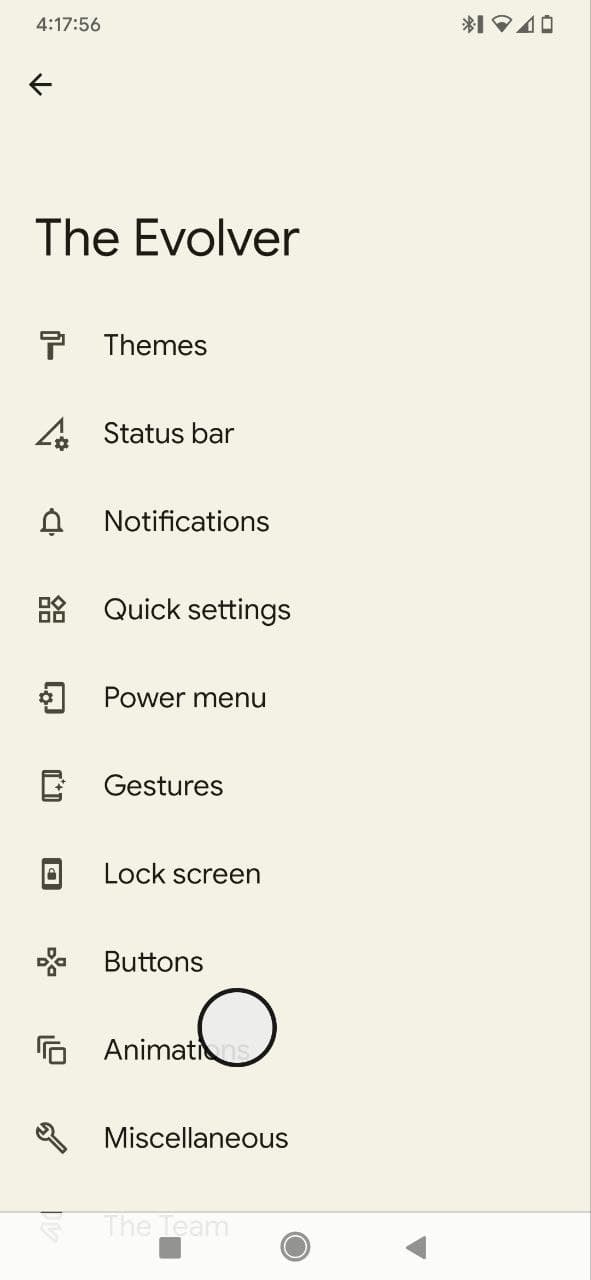 4:17:56
The Evolver
Themes
Status bar
Notifications
Quick settings
Power menu
Gestures
Lock screen
Buttons
Animations
Miscellaneous
The Team